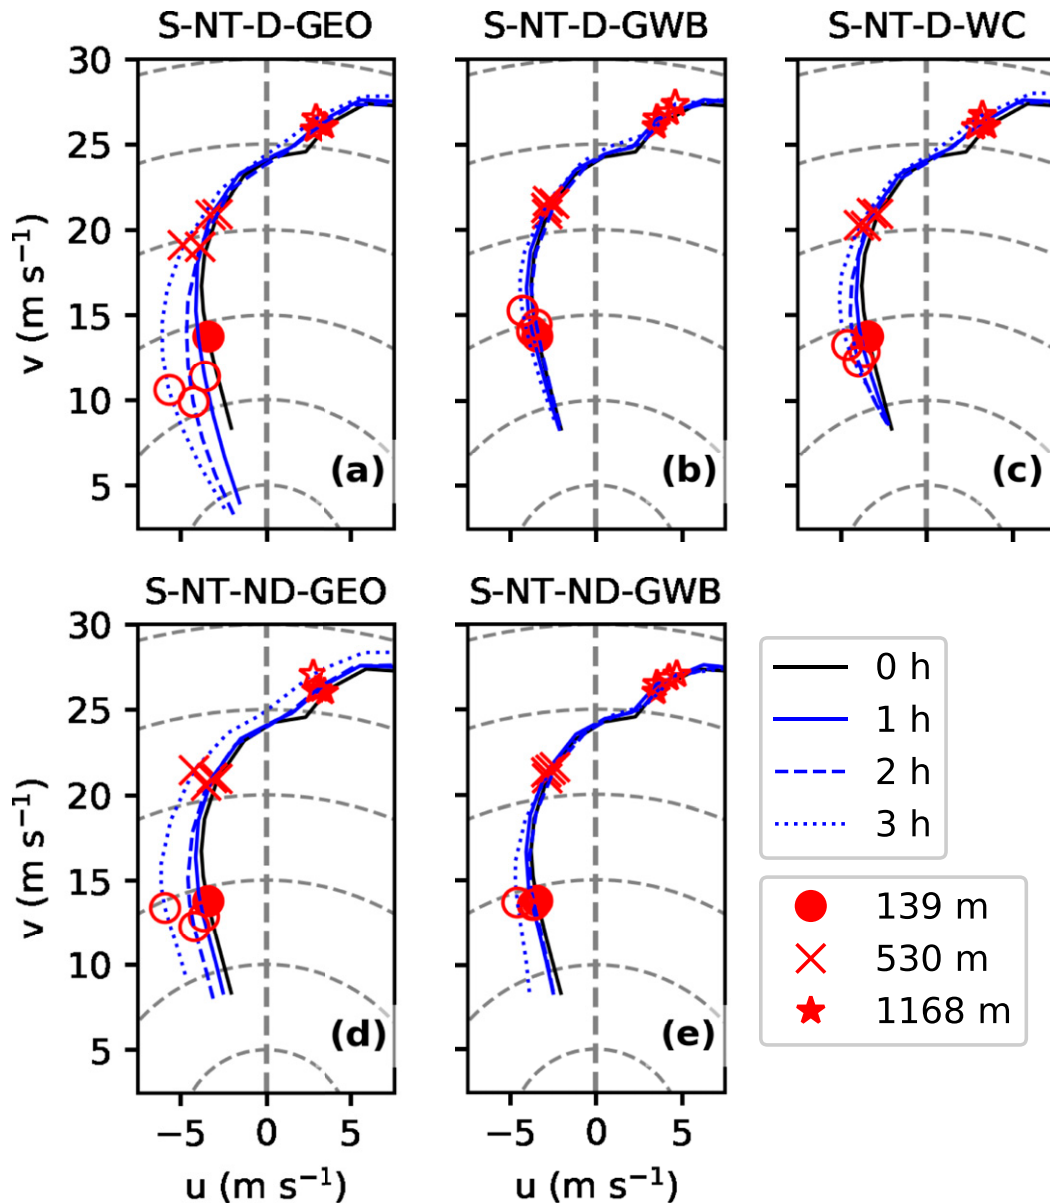 S-NT-D-GEO
S-NT-D-GWB
S-NT-D-WC
30
25
20
15
10
5
v (m s⁻¹)
(a)
(b)
(c)
S-NT-ND-GEO
S-NT-ND-GWB
30
25
20
15
10
5
v (m s⁻¹)
(d)
(e)
−5 0 5
−5 0 5
u (m s⁻¹)
u (m s⁻¹)
0 h
1 h
2 h
3 h
139 m
530 m
1168 m